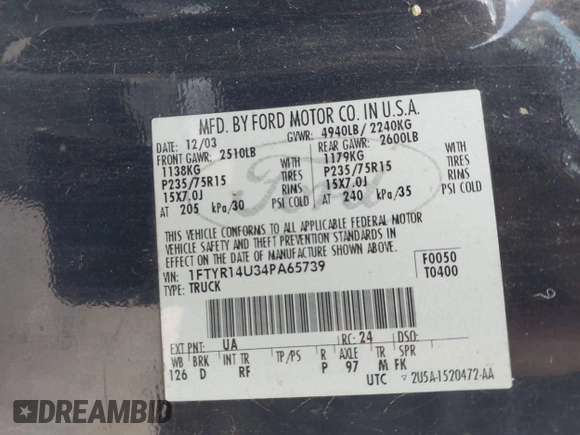 MFD. BY FORD MOTOR CO. IN U.S.A.
DATE: 12/03 GVWR: 4940LB/ 2240KG
FRONT GAWR: 2510LB REAR GAWR: 2600LB
1138KG WITH 1179KG WITH
P235/75R15 TIRES P235/75R15 TIRES
15X7.0J RIMS 15X7.0J RIMS
AT 205 kPa/30 PSI COLD AT 240 kPa/35 PSI COLD
Ford
THIS VEHICLE CONFORMS TO ALL APPLICABLE FEDERAL MOTOR
VEHICLE SAFETY AND THEFT PREVENTION STANDARDS IN
EFFECT ON THE DATE OF MANUFACTURE SHOWN ABOVE.
VIN: 1FTYR14U34PA65739 F0050
TYPE: TRUCK T0400
EXT PNT: UA RC: 24 DSO:
WB BRK INT TR TP/PS R AXLE TR SPR
126 D RF P 97 M FK
UTC 2U5A-1520472-AA
DREAMBID